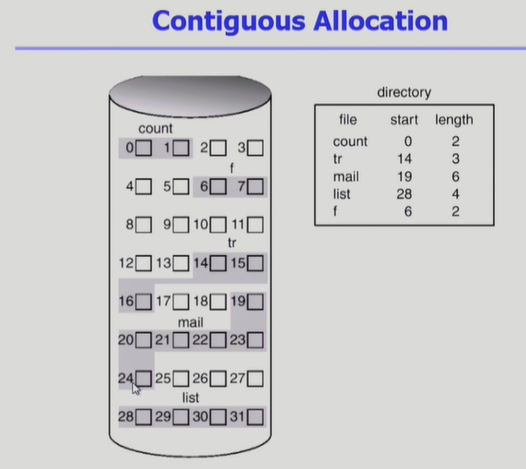 Contiguous Allocation
count
0 1 2 3
f
4 5 6 7
8 9 10 11
tr
12 13 14 15
16 17 18 19
mail
20 21 22 23
24 25 26 27
list
28 29 30 31
directory
file start length
count 0 2
tr 14 3
mail 19 6
list 28 4
f 6 2